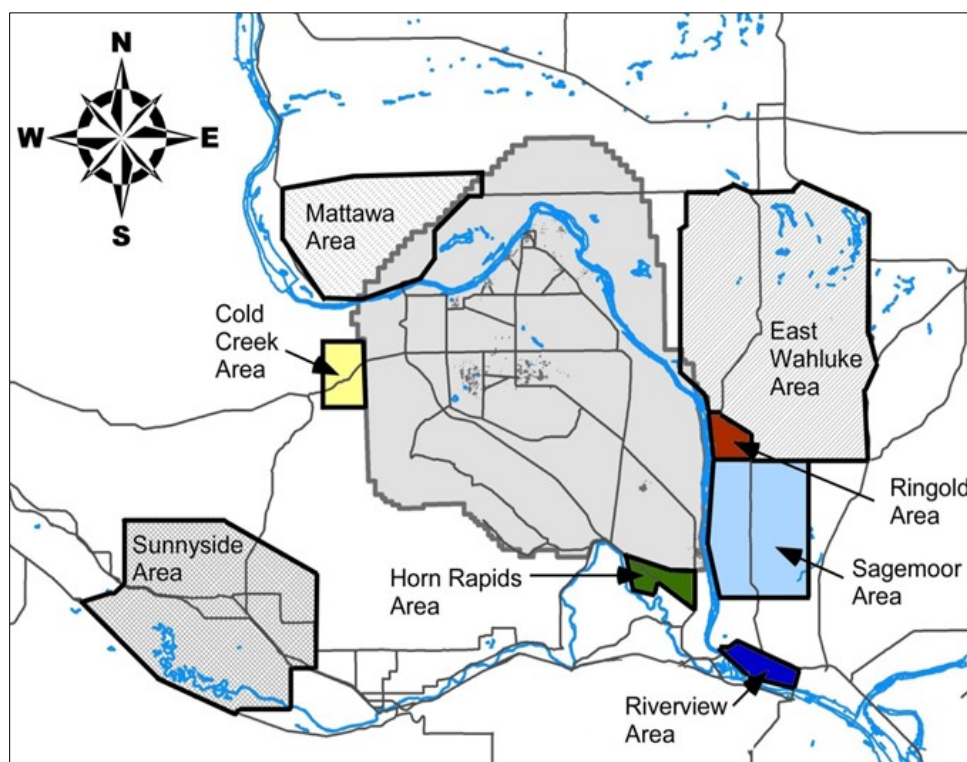 N
W
E
S
Mattawa
Area
Cold
Creek
Area
East
Wahluke
Area
Ringold
Area
Sunnyside
Area
Horn Rapids
Area
Sagemoor
Area
Riverview
Area